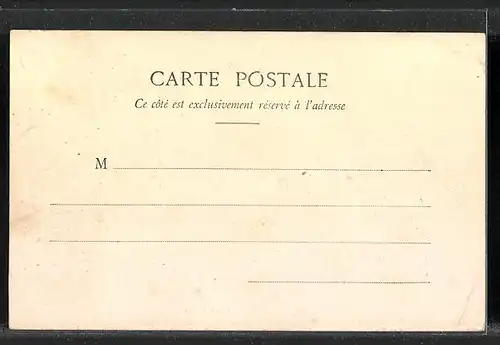 CARTE POSTALE
Ce côté est exclusivement réservé à l'adresse
M